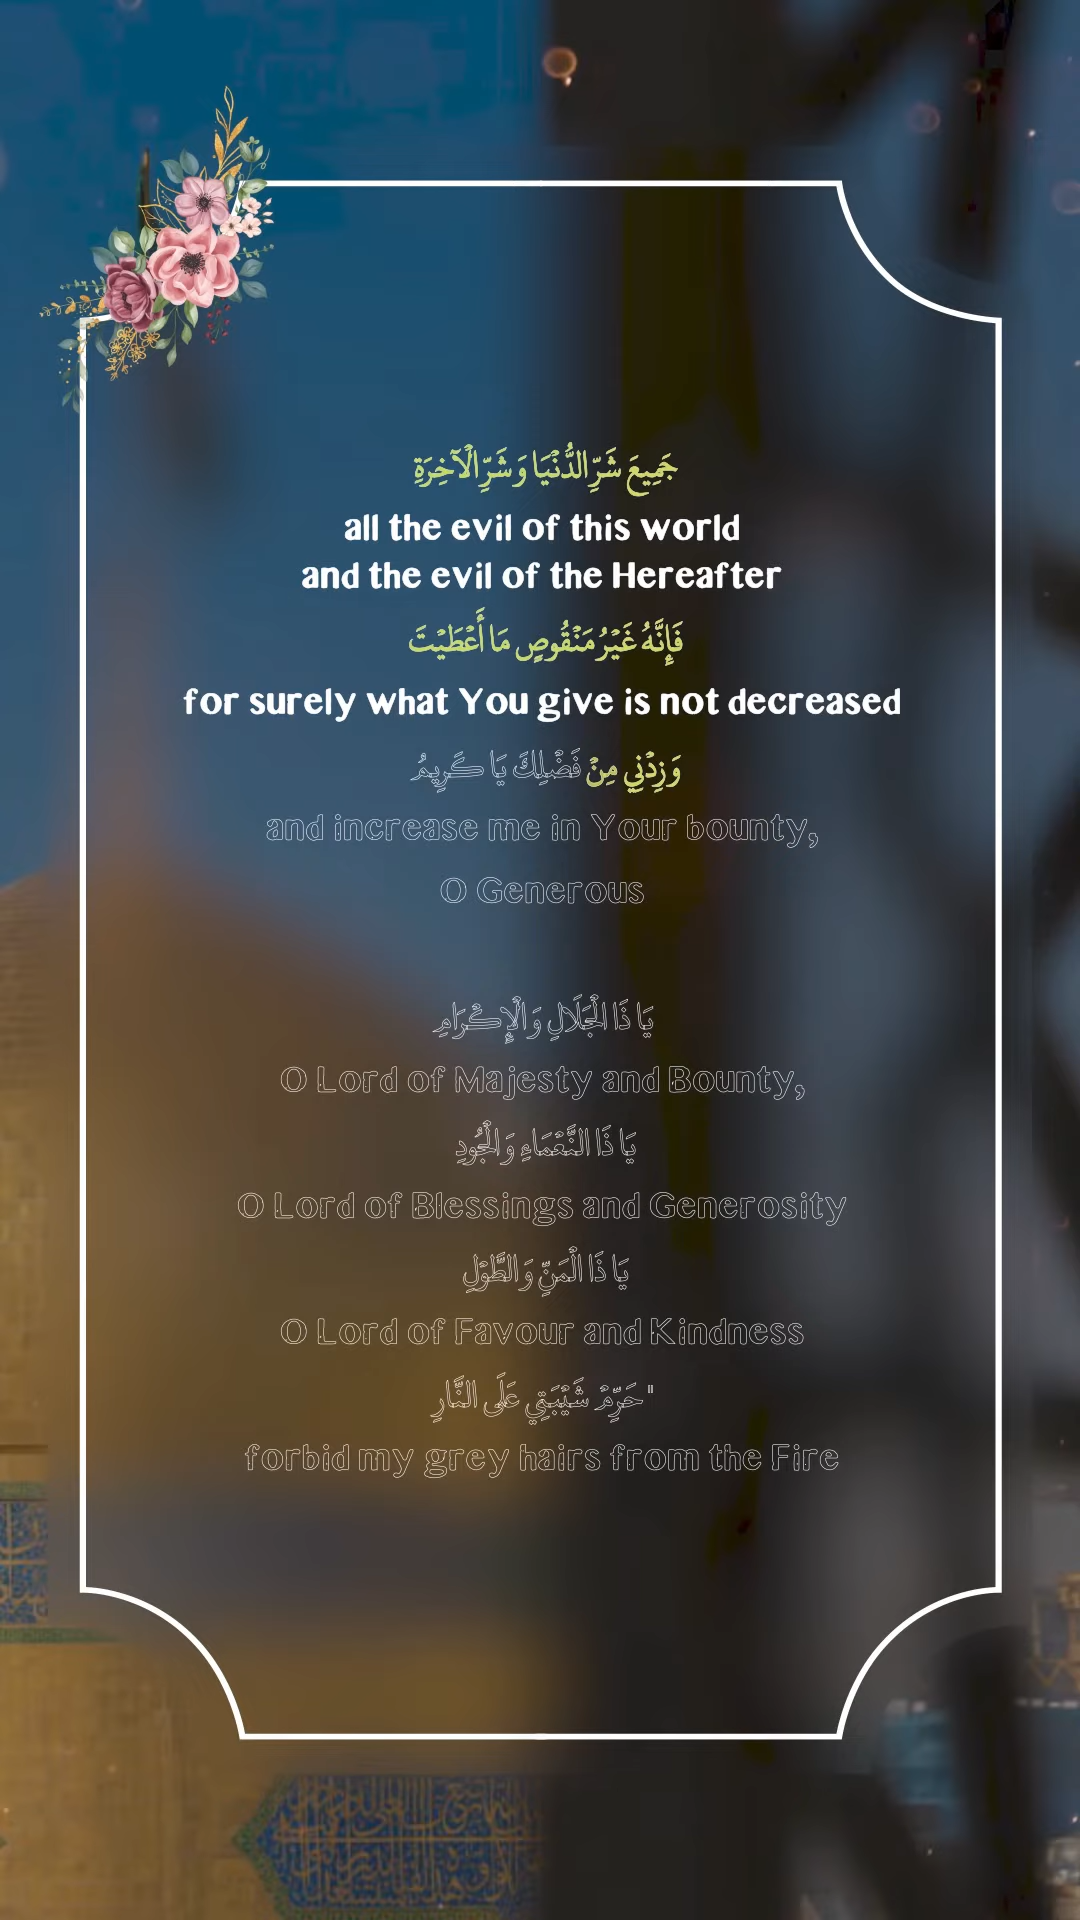 جَمِيعَ شَرِّ الدُّنْيَا وَشَرِّ الْآخِرَةِ
all the evil of this world
and the evil of the Hereafter
فَإِنَّهُ غَيْرُ مَنْقُوصٍ مَا أَعْطَيْتَ
for surely what You give is not decreased
وَزِدْنِي مِنْ فَضْلِكَ يَا كَرِيمُ
and increase me in Your bounty,
O Generous
يَا ذَا الْجَلَالِ وَالْإِكْرَامِ
O Lord of Majesty and Bounty,
يَا ذَا النَّعْمَاءِ وَالْجُودِ
O Lord of Blessings and Generosity
يَا ذَا الْمَنِّ وَالطَّوْلِ
O Lord of Favour and Kindness
"حَرِّمْ شَيْبَتِي عَلَى النَّارِ
forbid my grey hairs from the Fire